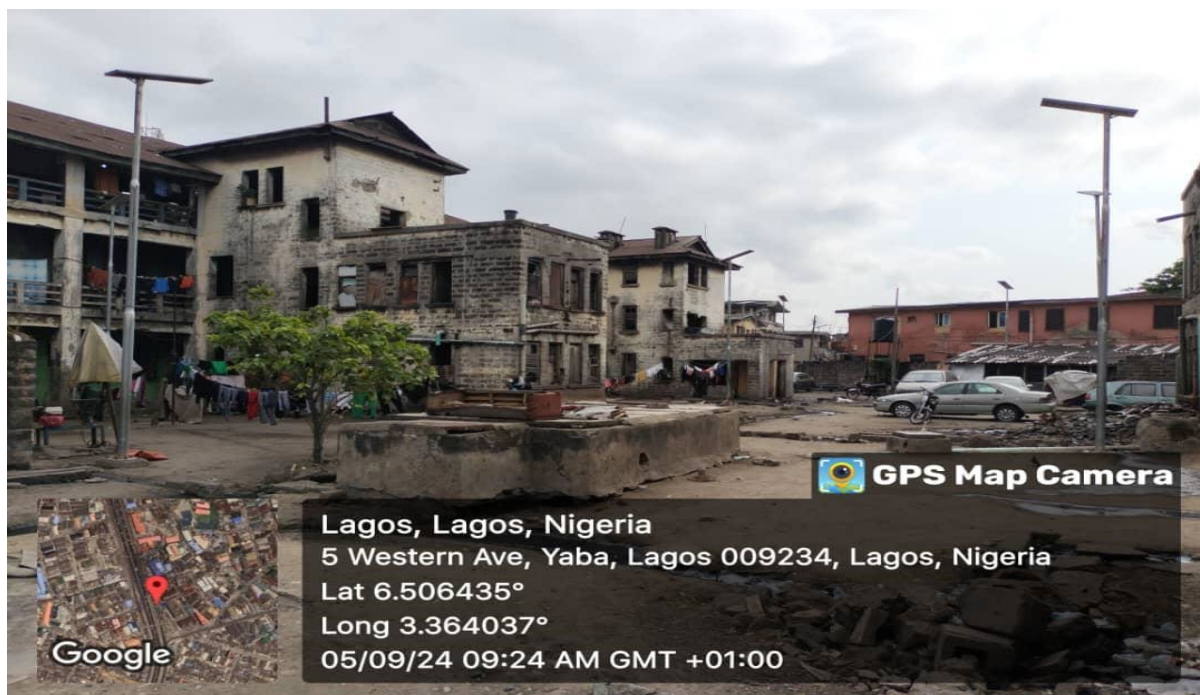 GPS Map Camera
Lagos, Lagos, Nigeria
5 Western Ave, Yaba, Lagos 009234, Lagos, Nigeria
Lat 6.506435°
Long 3.364037°
05/09/24 09:24 AM GMT +01:00
Google